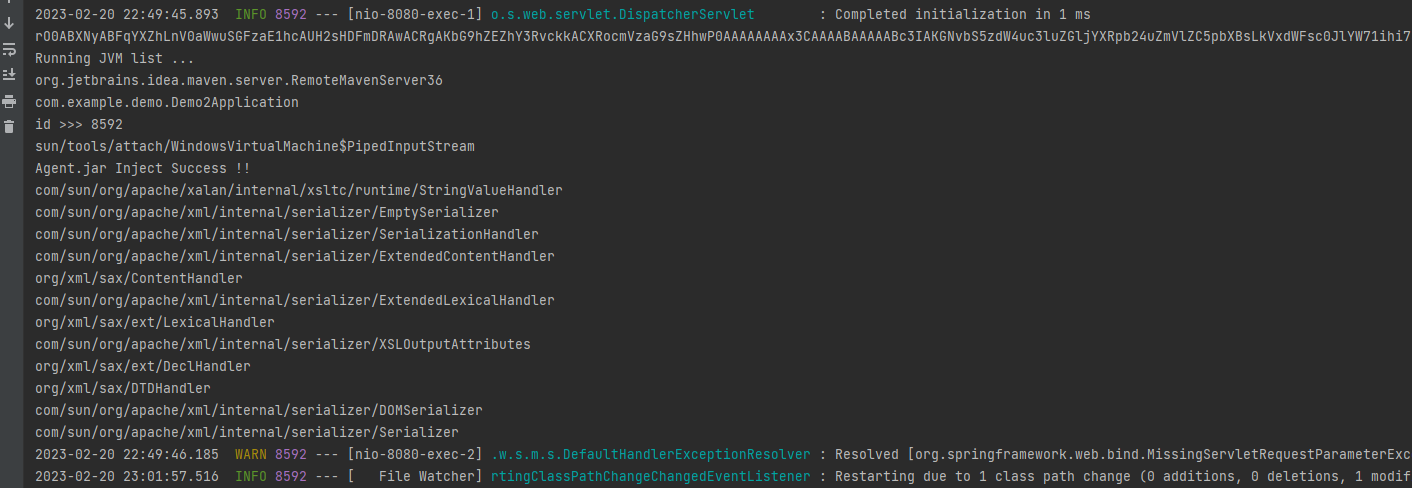 2023-02-20 22:49:45.893  INFO 8592 --- [nio-8080-exec-1] o.s.web.servlet.DispatcherServlet        : Completed initialization in 1 ms
rO0ABXNyABFqYXZhLnV0aWwuSGFzaE1hcAUH2sHDFmDRAwACRgAKbG9hZEZhY3RvckkACXRocmVzaG9sZHhwP0AAAAAAAAx3CAAAABAAAAABc3IAKGNvbS5zdW4uc3luZGljYXRpb24uZmVlZC5pbXBsLkVxdWFsc0JlYW71ihi7
Running JVM list ...
org.jetbrains.idea.maven.server.RemoteMavenServer36
com.example.demo.Demo2Application
id >>> 8592
sun/tools/attach/WindowsVirtualMachine$PipedInputStream
Agent.jar Inject Success !!
com/sun/org/apache/xalan/internal/xsltc/runtime/StringValueHandler
com/sun/org/apache/xml/internal/serializer/EmptySerializer
com/sun/org/apache/xml/internal/serializer/SerializationHandler
com/sun/org/apache/xml/internal/serializer/ExtendedContentHandler
org/xml/sax/ContentHandler
com/sun/org/apache/xml/internal/serializer/ExtendedLexicalHandler
org/xml/sax/ext/LexicalHandler
com/sun/org/apache/xml/internal/serializer/XSLOutputAttributes
org/xml/sax/ext/DeclHandler
org/xml/sax/DTDHandler
com/sun/org/apache/xml/internal/serializer/DOMSerializer
com/sun/org/apache/xml/internal/serializer/Serializer
2023-02-20 22:49:46.185  WARN 8592 --- [nio-8080-exec-2] .w.s.m.s.DefaultHandlerExceptionResolver : Resolved [org.springframework.web.bind.MissingServletRequestParameterExc
2023-02-20 23:01:57.516  INFO 8592 --- [   File Watcher] rtingClassPathChangeChangedEventListener : Restarting due to 1 class path change (0 additions, 0 deletions, 1 modif